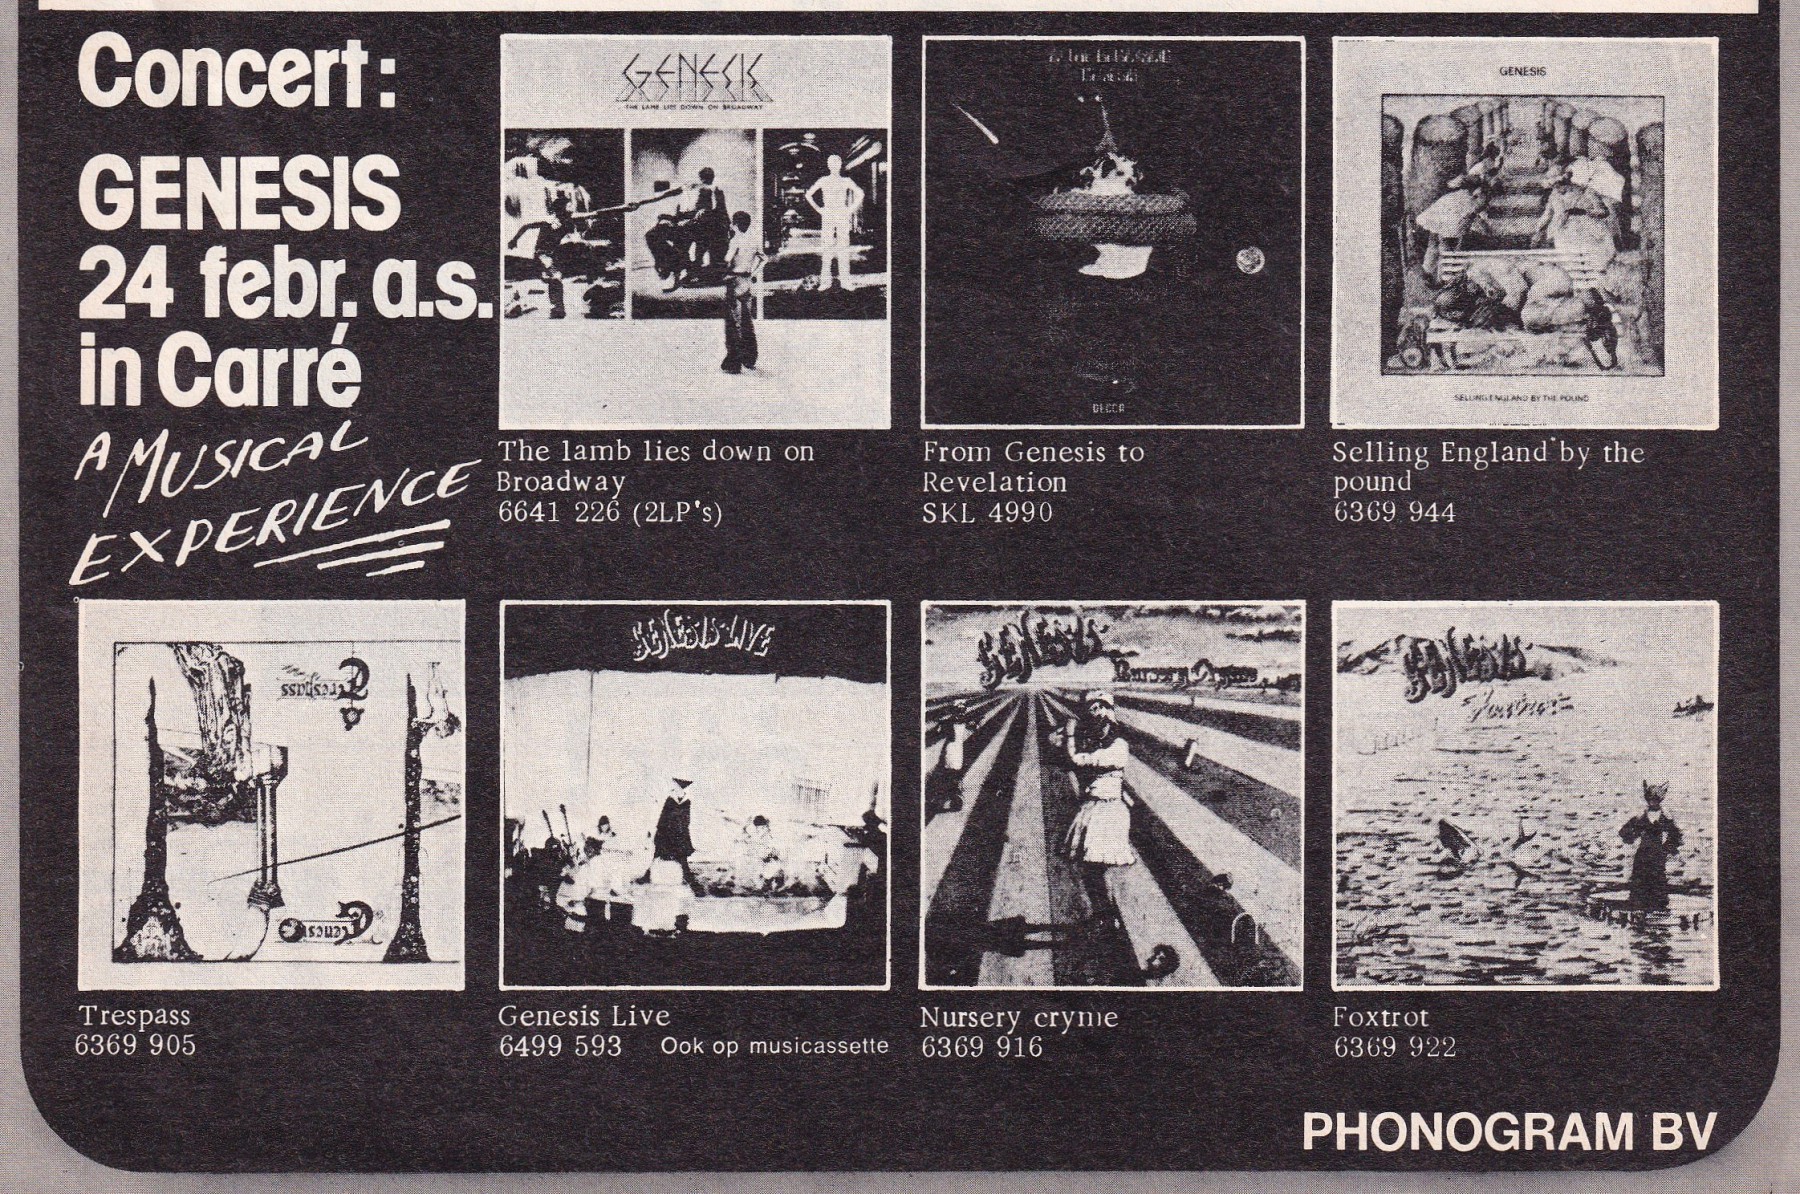 Concert:
GENESIS
24 febr. a.s.
in Carré
A MUSICAL
EXPERIENCE
GENESIS
THE LAMB LIES DOWN ON BROADWAY
The lamb lies down on
Broadway
6641 226 (2LP's)
DECCA
From Genesis to
Revelation
SKL 4990
GENESIS
SELLING ENGLAND BY THE POUND
Selling England by the
pound
6369 944
Trespass
Genesis
Trespass
6369 905
GENESIS LIVE
Genesis Live
6499 593 Ook op musicassette
GENESIS
Nursery Cryme
Nursery cryme
6369 916
GENESIS
Foxtrot
Foxtrot
6369 922
PHONOGRAM BV